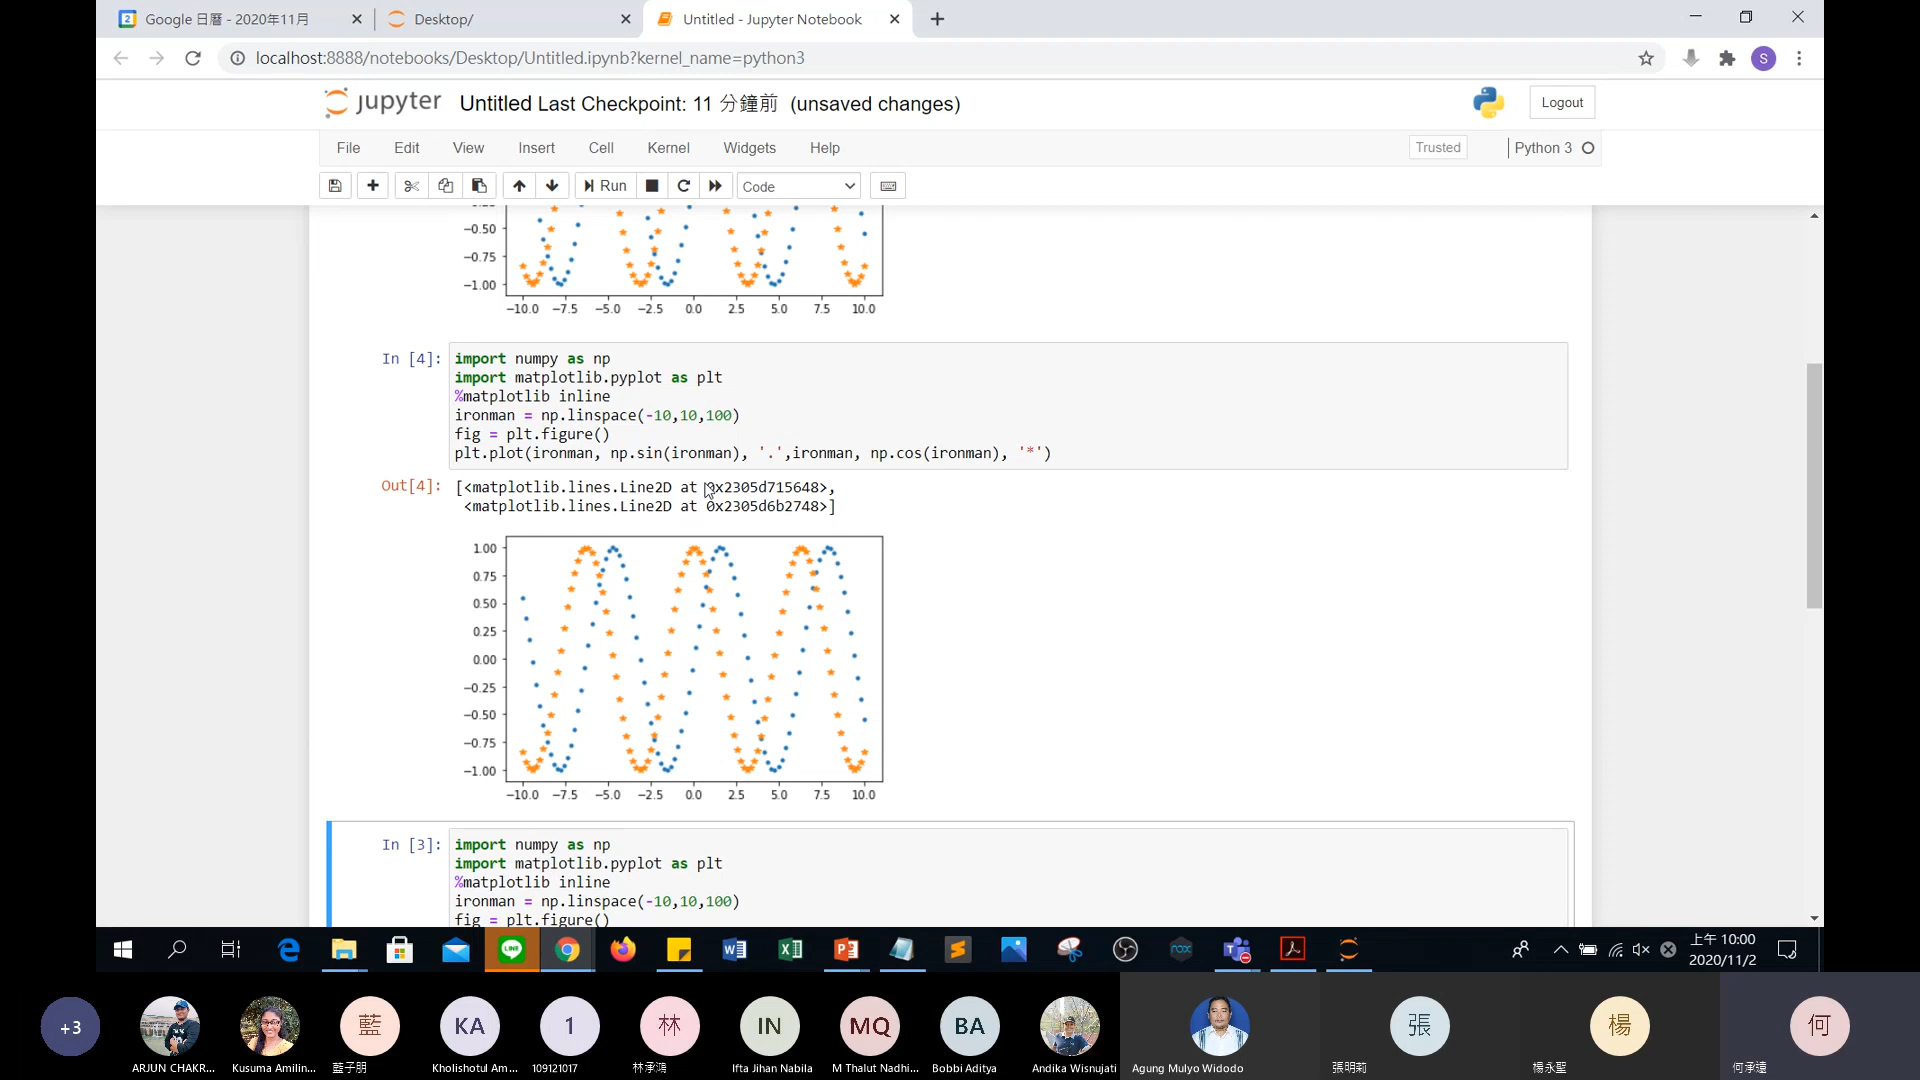 Google 日曆 - 2020年11月
Desktop/
Untitled - Jupyter Notebook
localhost:8888/notebooks/Desktop/Untitled.ipynb?kernel_name=python3
S
jupyter
Untitled Last Checkpoint: 11 分鐘前 (unsaved changes)
Logout
File Edit View Insert Cell Kernel Widgets Help
Trusted
Python 3
Run
Code
−0.50
−0.75
−1.00
−10.0 −7.5 −5.0 −2.5 0.0 2.5 5.0 7.5 10.0
In [4]:
import numpy as np
import matplotlib.pyplot as plt
%matplotlib inline
ironman = np.linspace(-10,10,100)
fig = plt.figure()
plt.plot(ironman, np.sin(ironman), '.',ironman, np.cos(ironman), '*')
Out[4]:
[<matplotlib.lines.Line2D at 0x2305d715648>,
<matplotlib.lines.Line2D at 0x2305d6b2748>]
1.00
0.75
0.50
0.25
0.00
−0.25
−0.50
−0.75
−1.00
−10.0 −7.5 −5.0 −2.5 0.0 2.5 5.0 7.5 10.0
In [3]:
import numpy as np
import matplotlib.pyplot as plt
%matplotlib inline
ironman = np.linspace(-10,10,100)
fig = plt.figure()
上午 10:00
2020/11/2
+3
藍
KA
1
林
IN
MQ
BA
張
楊
何
ARJUN CHAKR...
Kusuma Amilin...
藍子朋
Kholishotul Am...
109121017
林承鴻
Ifta Jihan Nabila
M Thalut Nadhi...
Bobbi Aditya
Andika Wisnujati
Agung Mulyo Widodo
張明莉
楊永聖
何承遠